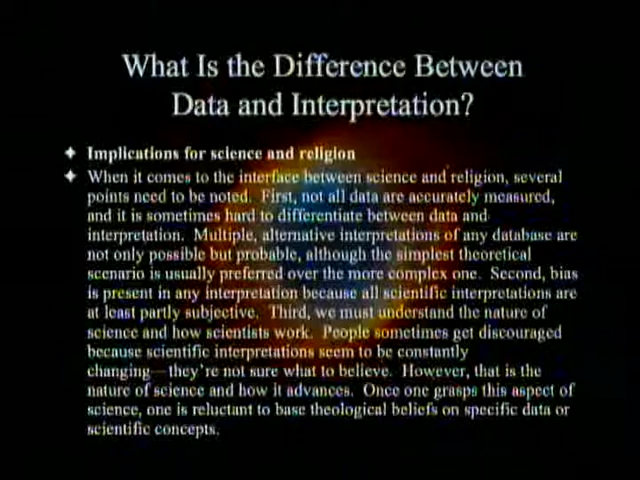 What Is the Difference Between
Data and Interpretation?
Implications for science and religion
When it comes to the interface between science and religion, several
points need to be noted. First, not all data are accurately measured,
and it is sometimes hard to differentiate between data and
interpretation. Multiple, alternative interpretations of any database are
not only possible but probable, although the simplest theoretical
scenario is usually preferred over the more complex one. Second, bias
is present in any interpretation because all scientific interpretations are
at least partly subjective. Third, we must understand the nature of
science and how scientists work. People sometimes get discouraged
because scientific interpretations seem to be constantly
changing—they're not sure what to believe. However, that is the
nature of science and how it advances. Once one grasps this aspect of
science, one is reluctant to base theological beliefs on specific data or
scientific concepts.